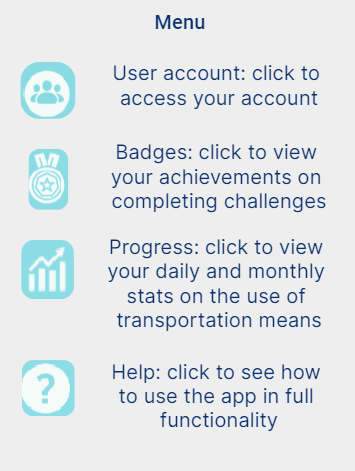 Menu
User account: click to
access your account
Badges: click to view
your achievements on
completing challenges
Progress: click to view
your daily and monthly
stats on the use of
transportation means
?
Help: click to see how
to use the app in full
functionality